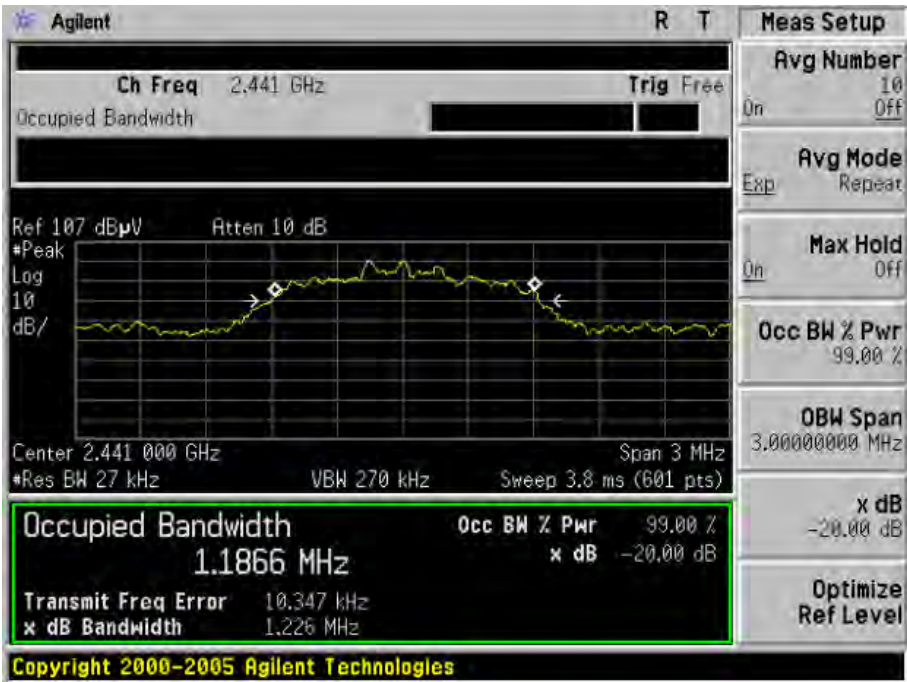 Agilent R T
Ch Freq 2.441 GHz Trig Free
Occupied Bandwidth
Ref 107 dBµV Atten 10 dB
#Peak
Log
10
dB/
Center 2.441 000 GHz Span 3 MHz
#Res BW 27 kHz VBW 270 kHz Sweep 3.8 ms (601 pts)
Occupied Bandwidth Occ BW % Pwr 99.00 %
1.1866 MHz x dB -20.00 dB
Transmit Freq Error 10.347 kHz
x dB Bandwidth 1.226 MHz
Copyright 2000-2005 Agilent Technologies
Meas Setup
Avg Number
10
On Off
Avg Mode
Exp Repeat
Max Hold
On Off
Occ BW % Pwr
99.00 %
OBW Span
3.00000000 MHz
x dB
-20.00 dB
Optimize
Ref Level